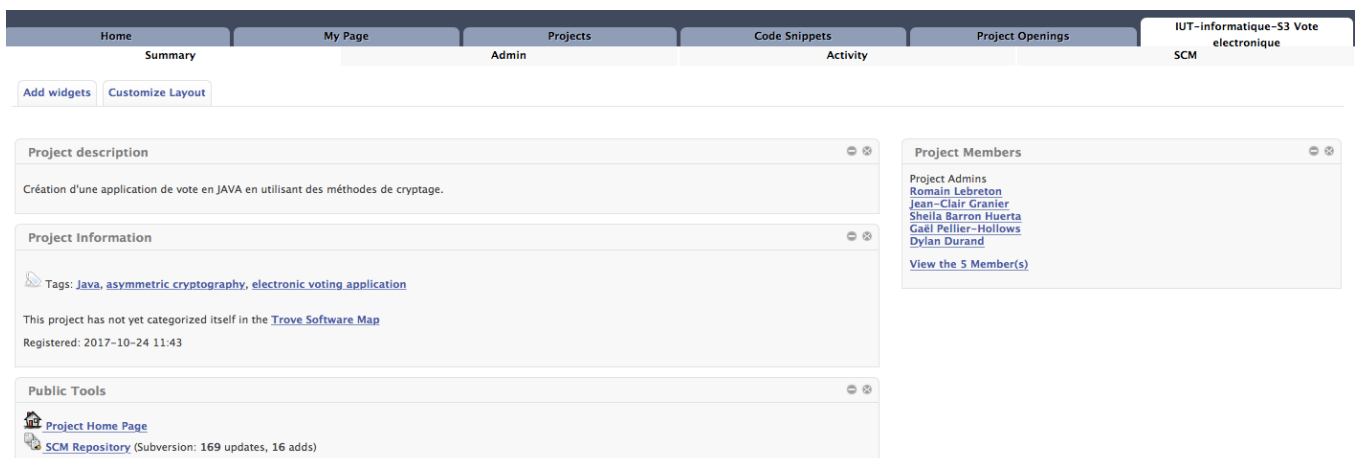 Home
My Page
Projects
Code Snippets
Project Openings
IUT-informatique-S3 Vote
electronique
Summary
Admin
Activity
SCM
Add widgets
Customize Layout
Project description
Création d'une application de vote en JAVA en utilisant des méthodes de cryptage.
Project Information
Tags: Java, asymmetric cryptography, electronic voting application
This project has not yet categorized itself in the Trove Software Map
Registered: 2017-10-24 11:43
Public Tools
Project Home Page
SCM Repository (Subversion: 169 updates, 16 adds)
Project Members
Project Admins
Romain Lebreton
Jean-Clair Granier
Sheila Barron Huerta
Gaël Pellier-Hollows
Dylan Durand
View the 5 Member(s)